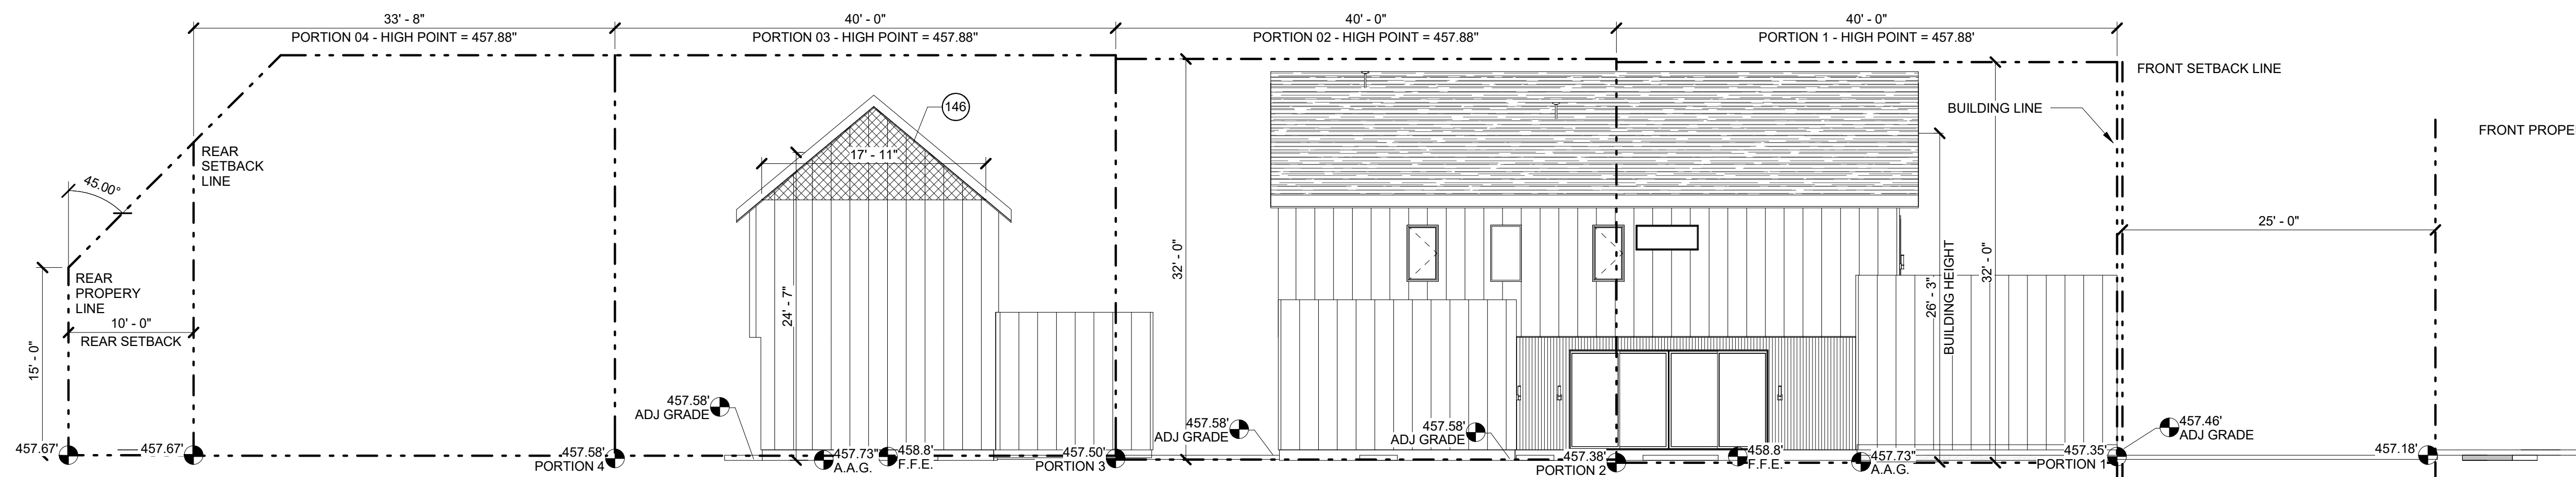 33' - 8"
40' - 0"
40' - 0"
40' - 0"
PORTION 04 - HIGH POINT = 457.88"
PORTION 03 - HIGH POINT = 457.88"
PORTION 02 - HIGH POINT = 457.88"
PORTION 1 - HIGH POINT = 457.88'
FRONT SETBACK LINE
BUILDING LINE
146
FRONT PROPE
REAR
SETBACK
LINE
17' - 11"
45.00°
25' - 0"
32' - 0"
32' - 0"
BUILDING HEIGHT
26' - 3"
24' - 7"
REAR
PROPERY
LINE
10' - 0"
REAR SETBACK
15' - 0"
457.58'
ADJ GRADE
457.58'
ADJ GRADE
457.58'
ADJ GRADE
457.46'
ADJ GRADE
457.67'
457.67'
457.58'
PORTION 4
457.73"
A.A.G.
458.8'
F.F.E.
457.50'
PORTION 3
457.38'
PORTION 2
458.8'
F.F.E.
457.73"
A.A.G.
457.35'
PORTION 1
457.18'